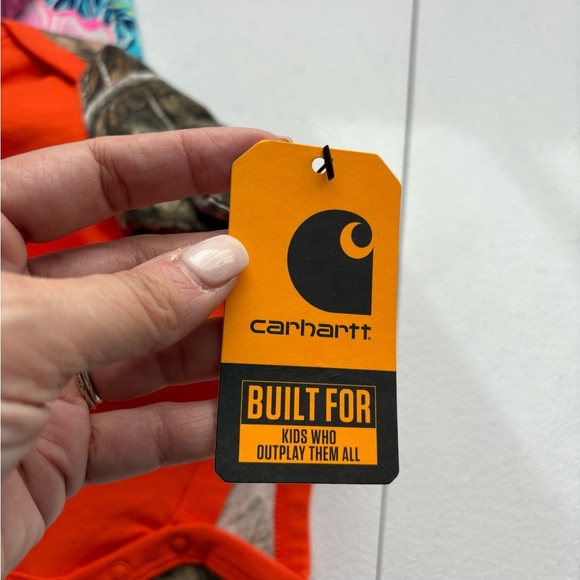 carhartt
BUILT FOR
KIDS WHO
OUTPLAY THEM ALL